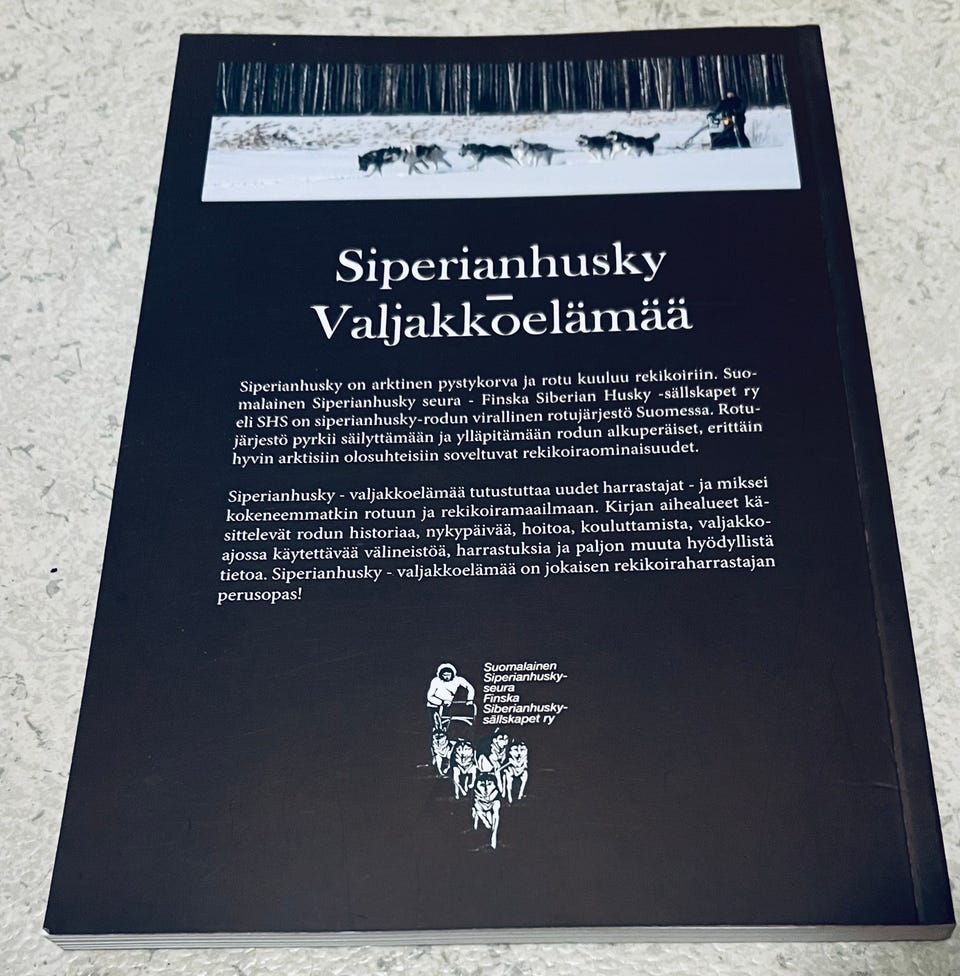 Siperianhusky
–
Valjakkoelämää
Siperianhusky on arktinen pystykorva ja rotu kuuluu rekikoiriin. Suo-
malainen Siperianhusky seura - Finska Siberian Husky -sällskapet ry
eli SHS on siperianhusky-rodun virallinen rotujärjestö Suomessa. Rotu-
järjestö pyrkii säilyttämään ja ylläpitämään rodun alkuperäiset, erittäin
hyvin arktisiin olosuhteisiin soveltuvat rekikoiraominaisuudet.
Siperianhusky - valjakkoelämää tutustuttaa uudet harrastajat - ja miksei
kokeneemmatkin rotuun ja rekikoiramaailmaan. Kirjan aihealueet kä-
sittelevät rodun historiaa, nykypäivää, hoitoa, kouluttamista, valjakko-
ajossa käytettävää välineistöä, harrastuksia ja paljon muuta hyödyllistä
tietoa. Siperianhusky - valjakkoelämää on jokaisen rekikoiraharrastajan
perusopas!
Suomalainen
Siperianhusky-
seura
Finska
Siberianhusky-
sällskapet ry